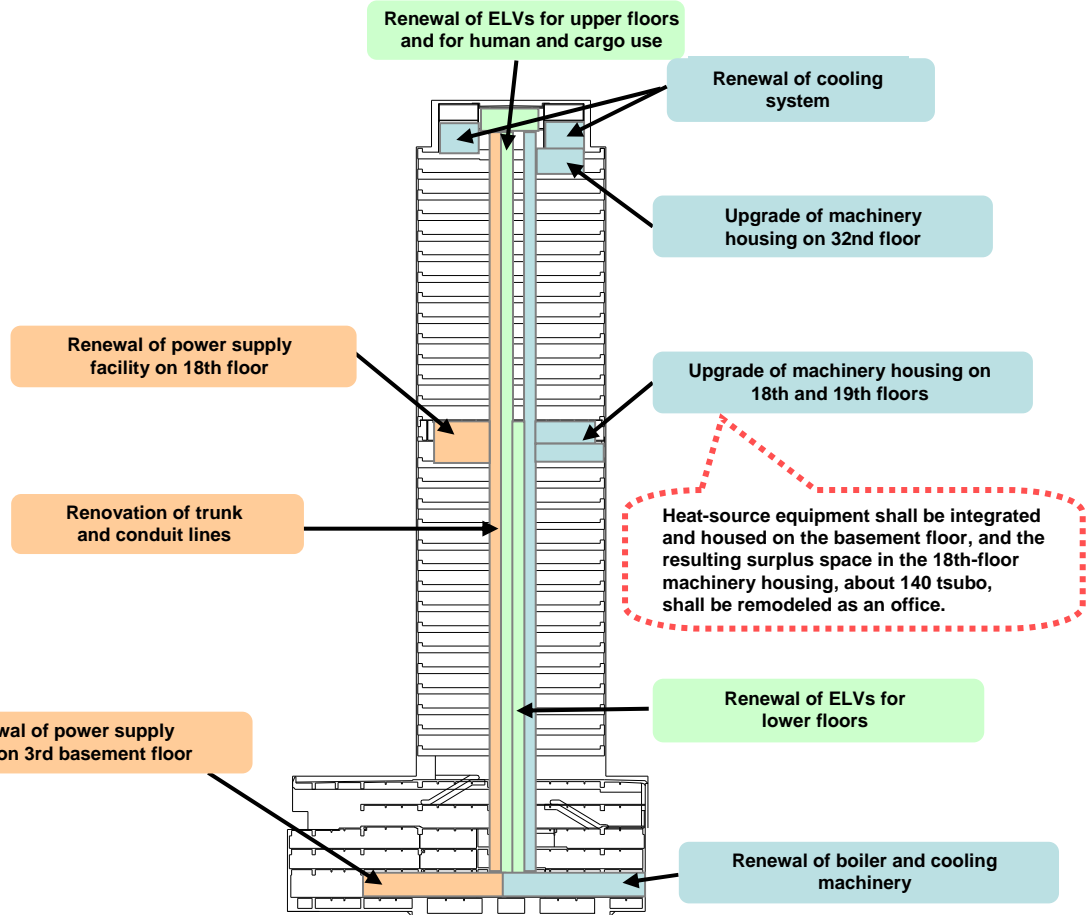 Renewal of ELVs for upper floors
and for human and cargo use
Renewal of cooling
system
Upgrade of machinery
housing on 32nd floor
Renewal of power supply
facility on 18th floor
Upgrade of machinery housing on
18th and 19th floors
Renovation of trunk
and conduit lines
Heat-source equipment shall be integrated
and housed on the basement floor, and the
resulting surplus space in the 18th-floor
machinery housing, about 140 tsubo,
shall be remodeled as an office.
Renewal of ELVs for
lower floors
wal of power supply
on 3rd basement floor
Renewal of boiler and cooling
machinery